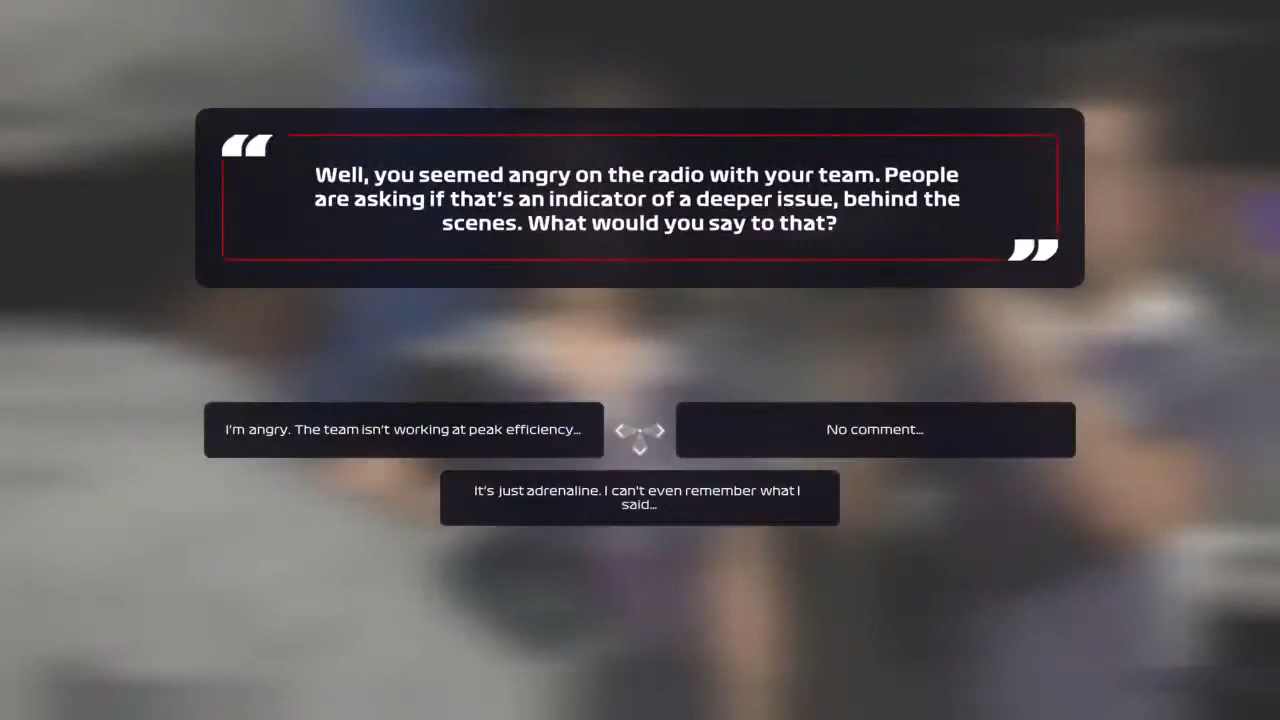 Well, you seemed angry on the radio with your team. People
are asking if that's an indicator of a deeper issue, behind the
scenes. What would you say to that?
I'm angry. The team isn't working at peak efficiency...
No comment...
It's just adrenaline. I can't even remember what I
said...